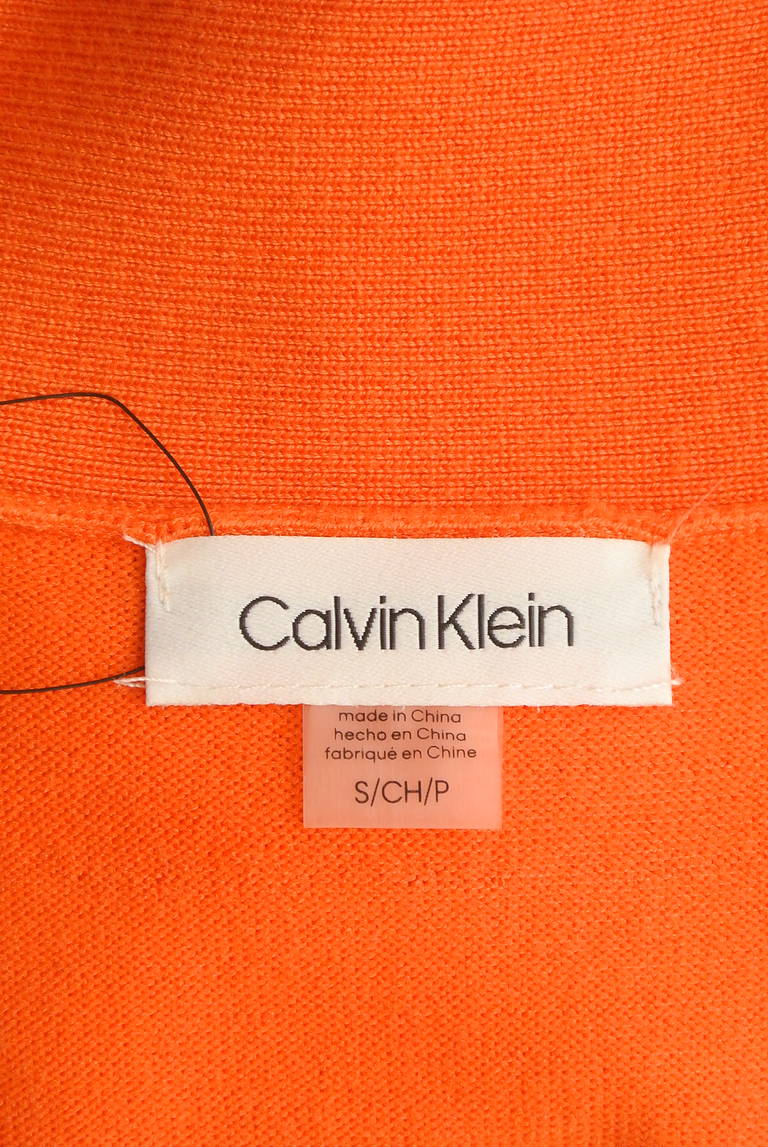 Calvin Klein
made in China
hecho en China
fabriqué en Chine
S/CH/P